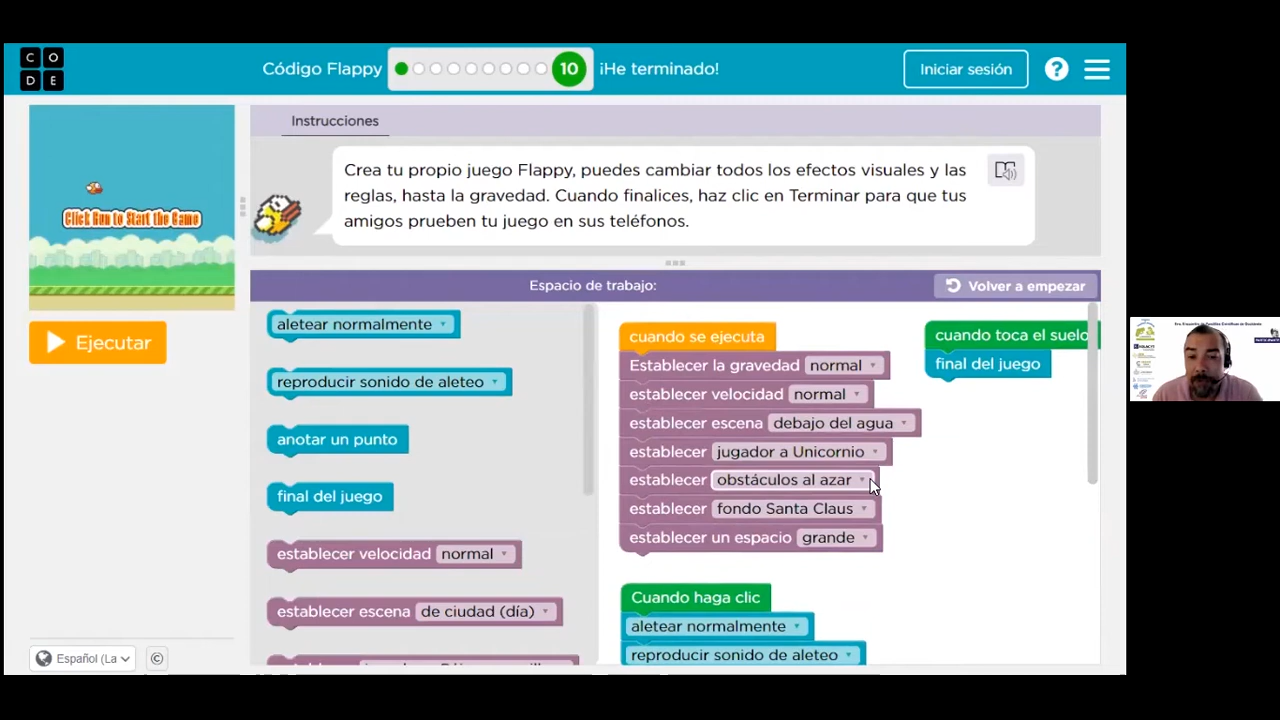 C O
D E
Código Flappy
10
¡He terminado!
Iniciar sesión
?
Click Run to Start the Game
Ejecutar
Instrucciones
Crea tu propio juego Flappy, puedes cambiar todos los efectos visuales y las
reglas, hasta la gravedad. Cuando finalices, haz clic en Terminar para que tus
amigos prueben tu juego en sus teléfonos.
Espacio de trabajo:
Volver a empezar
aletear normalmente
reproducir sonido de aleteo
anotar un punto
final del juego
establecer velocidad normal
establecer escena de ciudad (día)
cuando se ejecuta
Establecer la gravedad normal
establecer velocidad normal
establecer escena debajo del agua
establecer jugador a Unicornio
establecer obstáculos al azar
establecer fondo Santa Claus
establecer un espacio grande
Cuando haga clic
aletear normalmente
reproducir sonido de aleteo
cuando toca el suelo
final del juego
Español (La
©